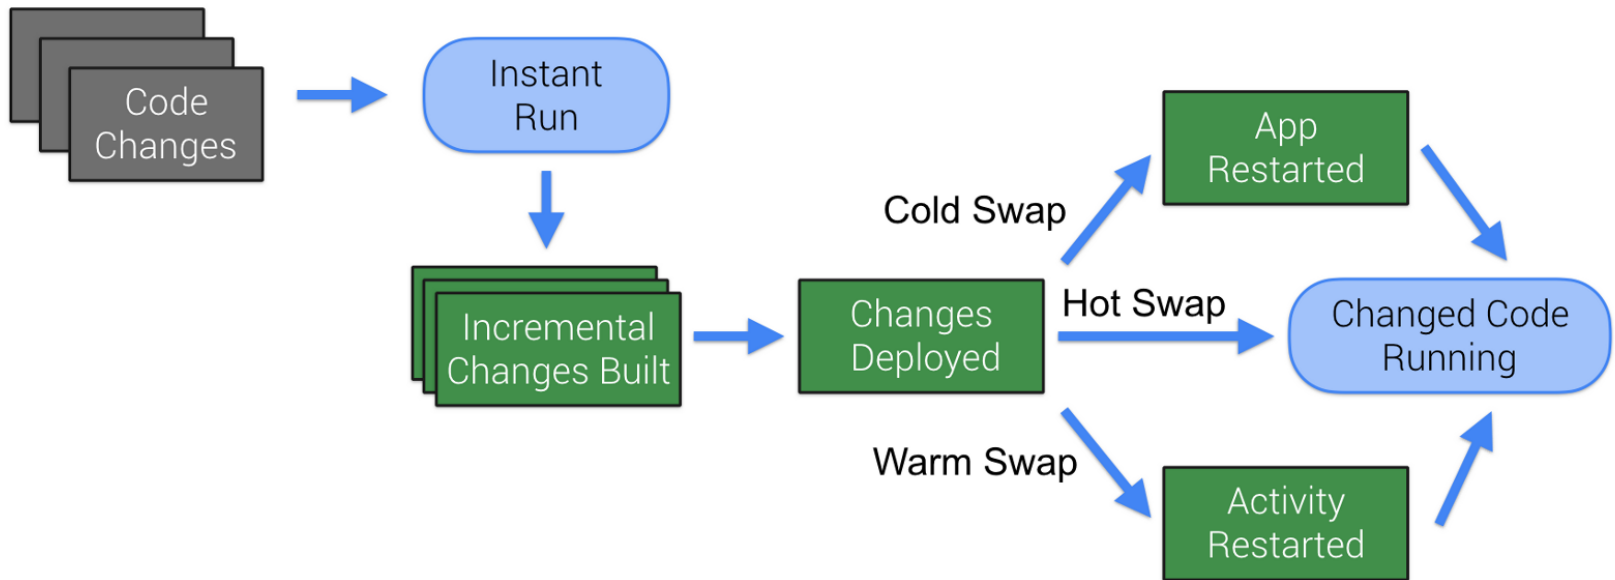 Code
Changes
Instant
Run
Incremental
Changes Built
Changes
Deployed
Cold Swap
Hot Swap
Warm Swap
App
Restarted
Activity
Restarted
Changed Code
Running